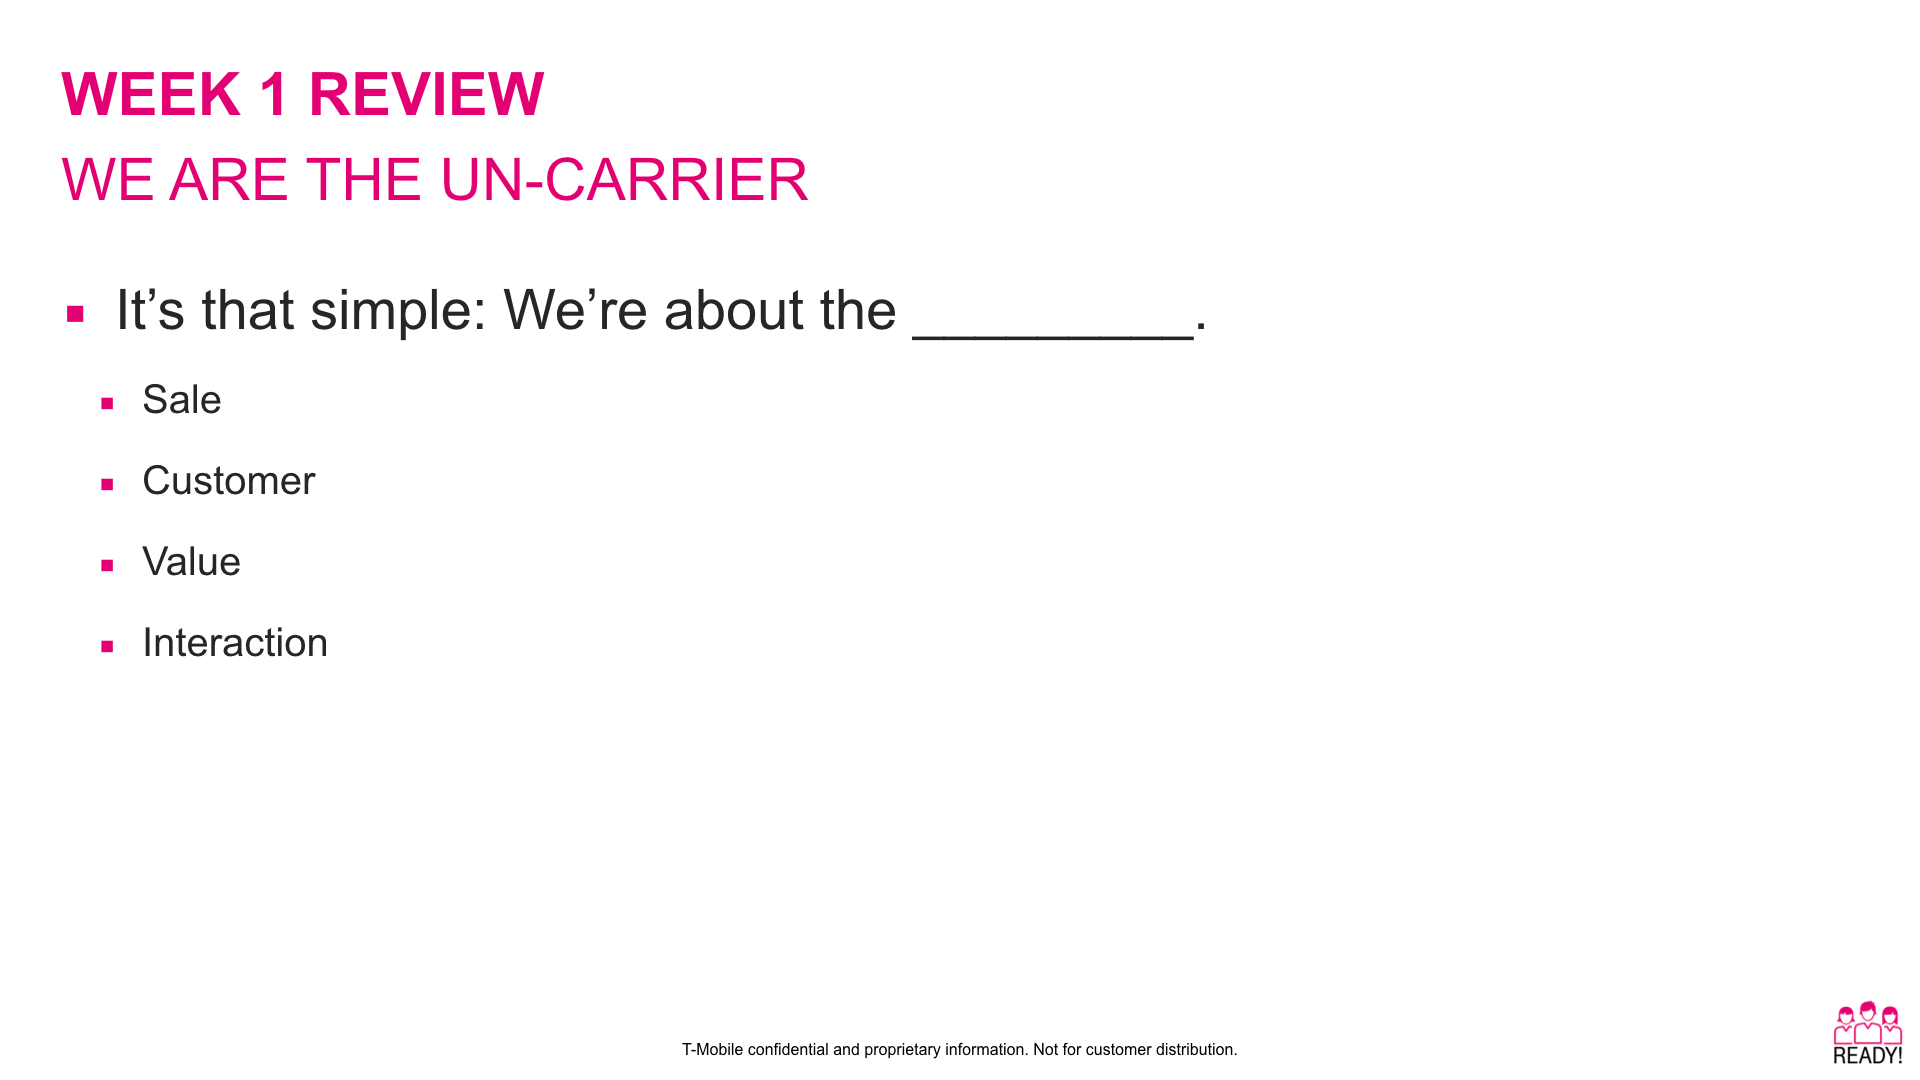 WEEK 1 REVIEW
WE ARE THE UN-CARRIER
▪ It’s that simple: We’re about the _________.
▪ Sale
▪ Customer
▪ Value
▪ Interaction
T-Mobile confidential and proprietary information. Not for customer distribution.
READY!